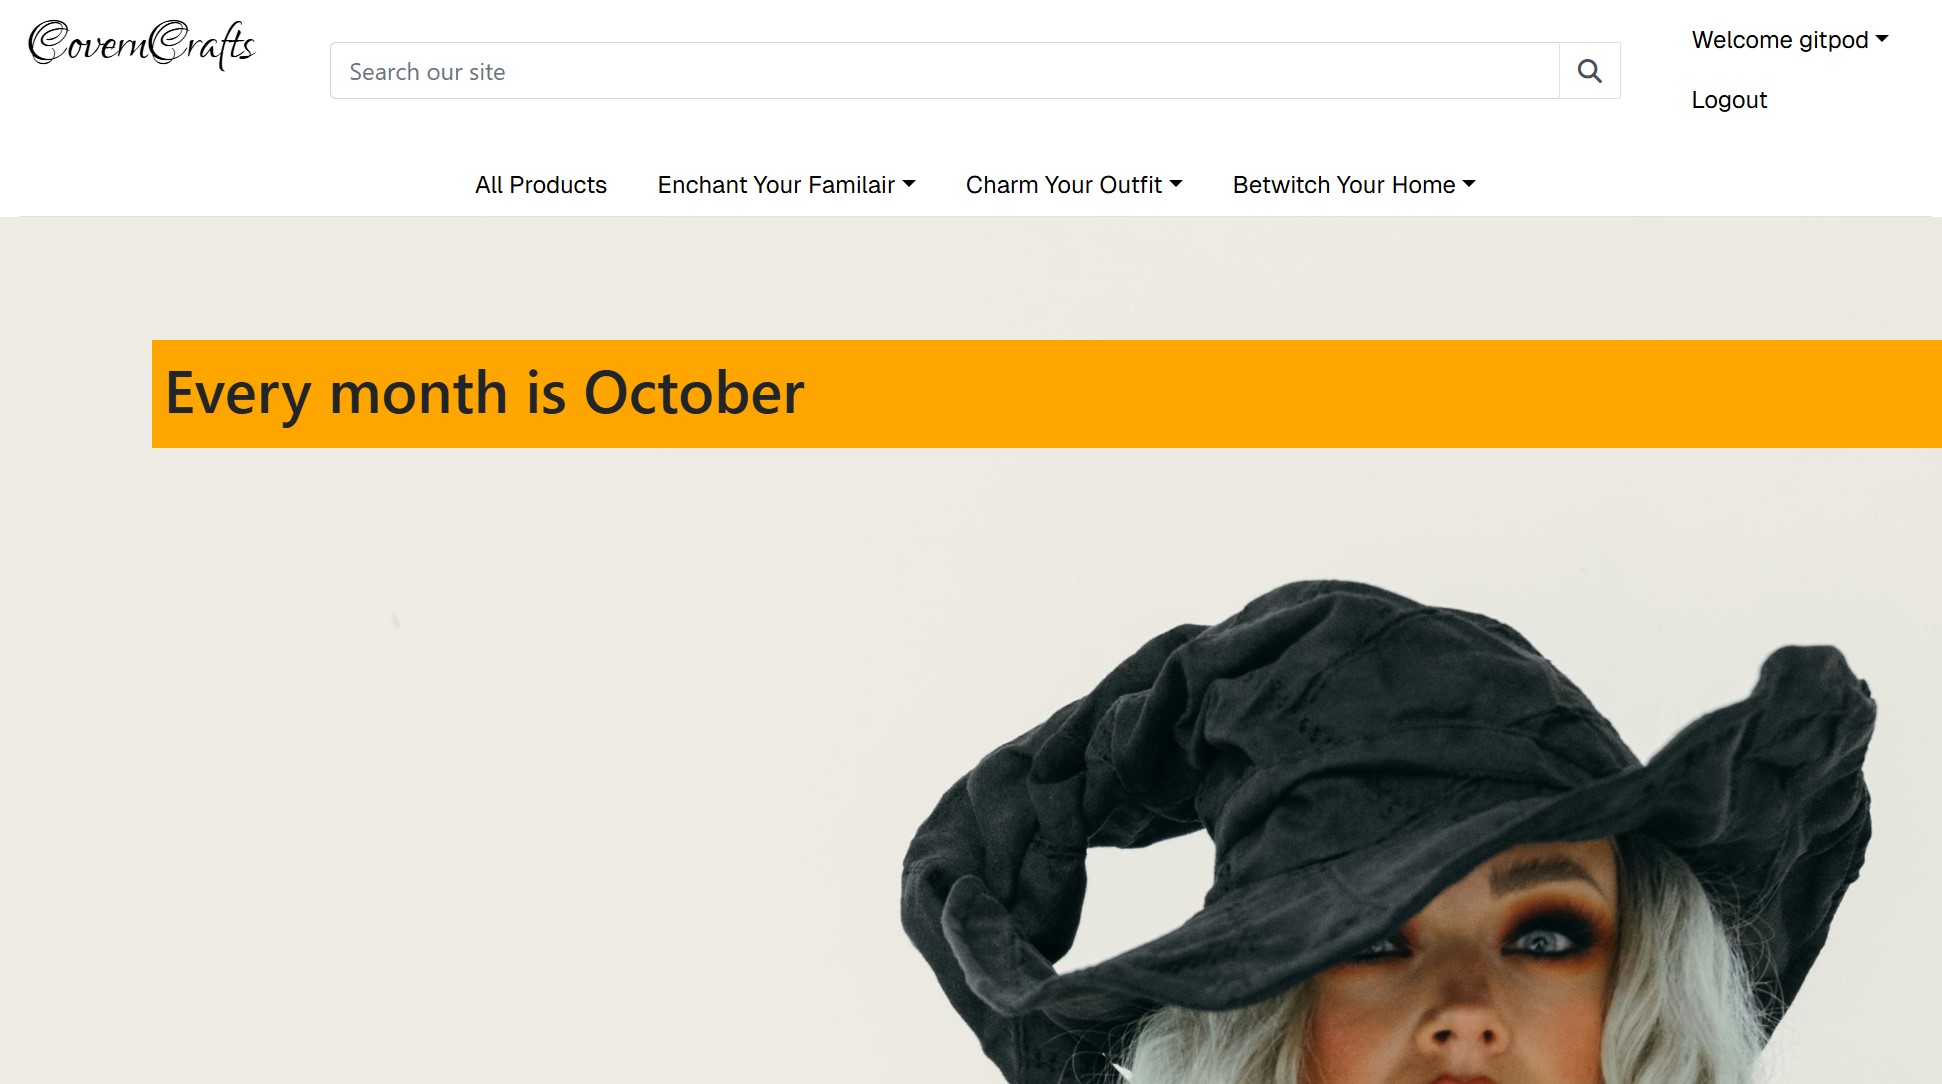 CovernCrafts
Search our site
Welcome gitpod
Logout
All Products
Enchant Your Familair
Charm Your Outfit
Betwitch Your Home
Every month is October